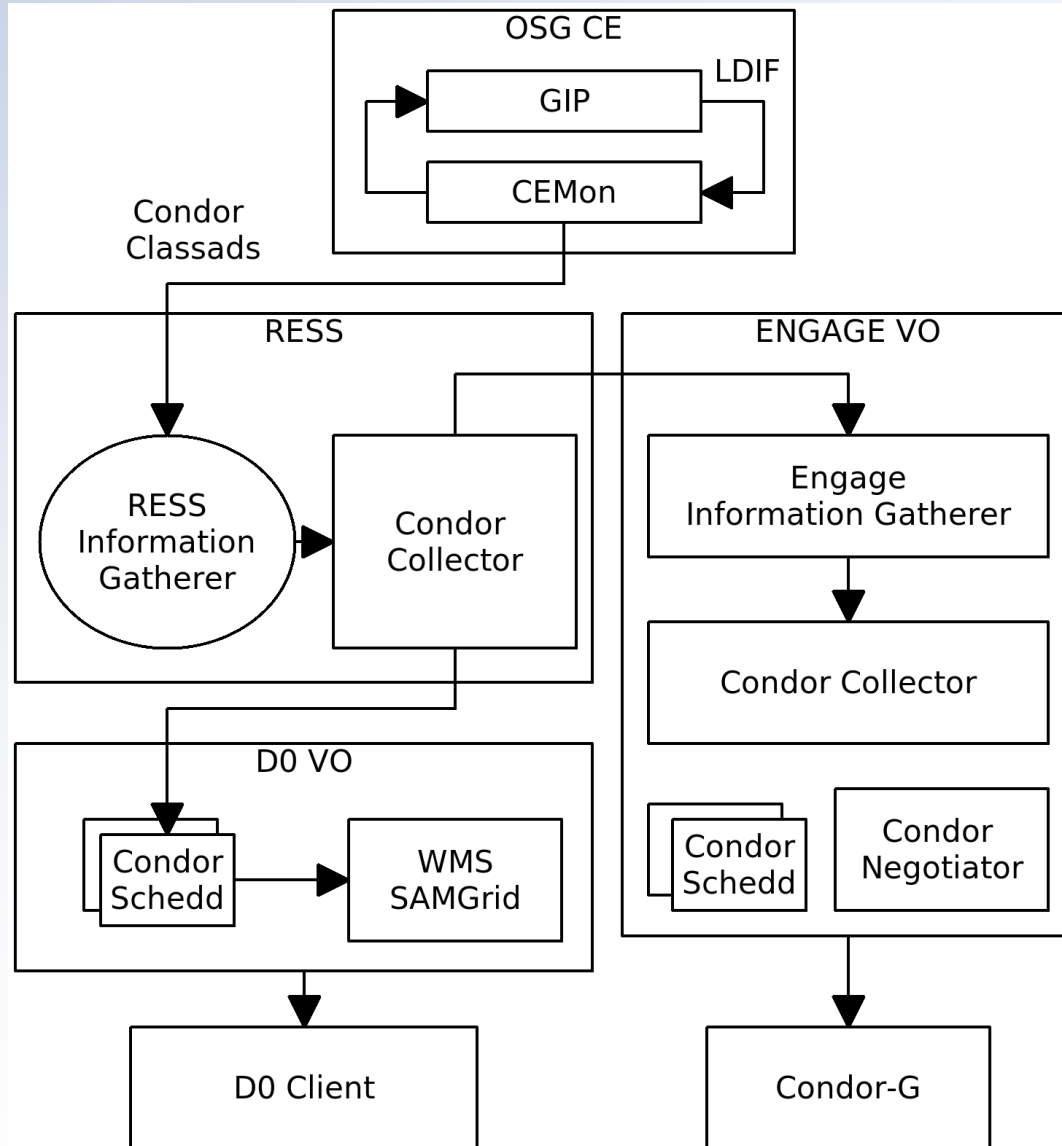 OSG CE
LDIF
GIP
CEMon
Condor
Classads
RESS
RESS
Information
Gatherer
Condor
Collector
ENGAGE VO
Engage
Information Gatherer
Condor Collector
Condor
Schedd
Condor
Negotiator
D0 VO
Condor
Schedd
WMS
SAMGrid
D0 Client
Condor-G